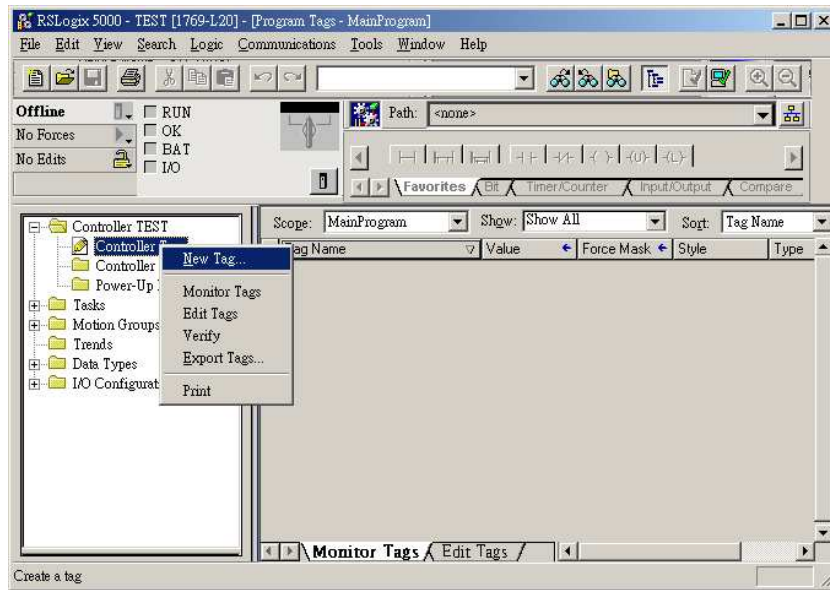 RSLogix 5000 - TEST [1769-L20] - [Program Tags - MainProgram]
File Edit View Search Logic Communications Tools Window Help
Offline RUN Path: <none>
No Forces OK
No Edits BAT
I/O
Favorites Bit Timer/Counter Input/Output Compare
Scope: MainProgram Show: Show All Sort: Tag Name
Tag Name Value Force Mask Style Type
Controller TEST
Controller
New Tag...
Controller
Power-Up
Monitor Tags
Tasks
Edit Tags
Motion Groups
Verify
Trends
Export Tags...
Data Types
I/O Configurat
Print
Monitor Tags Edit Tags
Create a tag